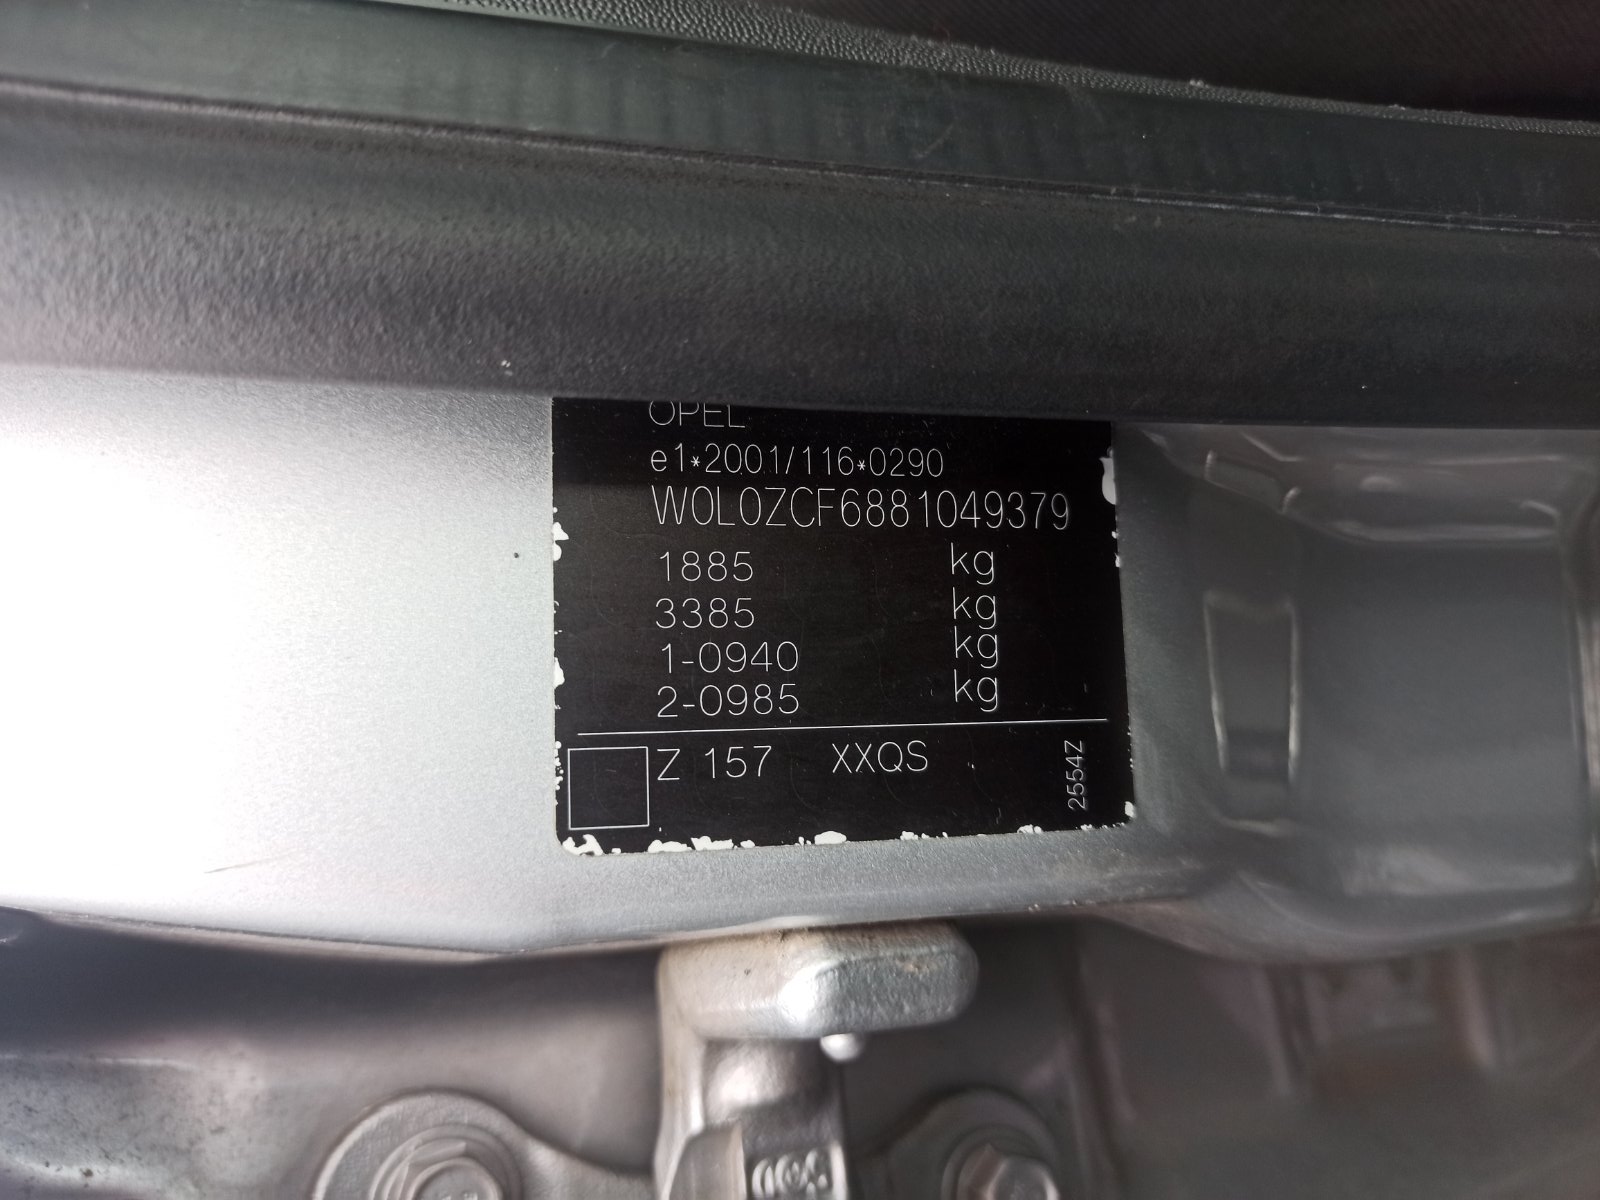 OPEL
e1*2001/116*0290
W0L0ZCF6881049379
1885 kg
3385 kg
1-0940 kg
2-0985 kg
Z 157 XXQS
2554Z